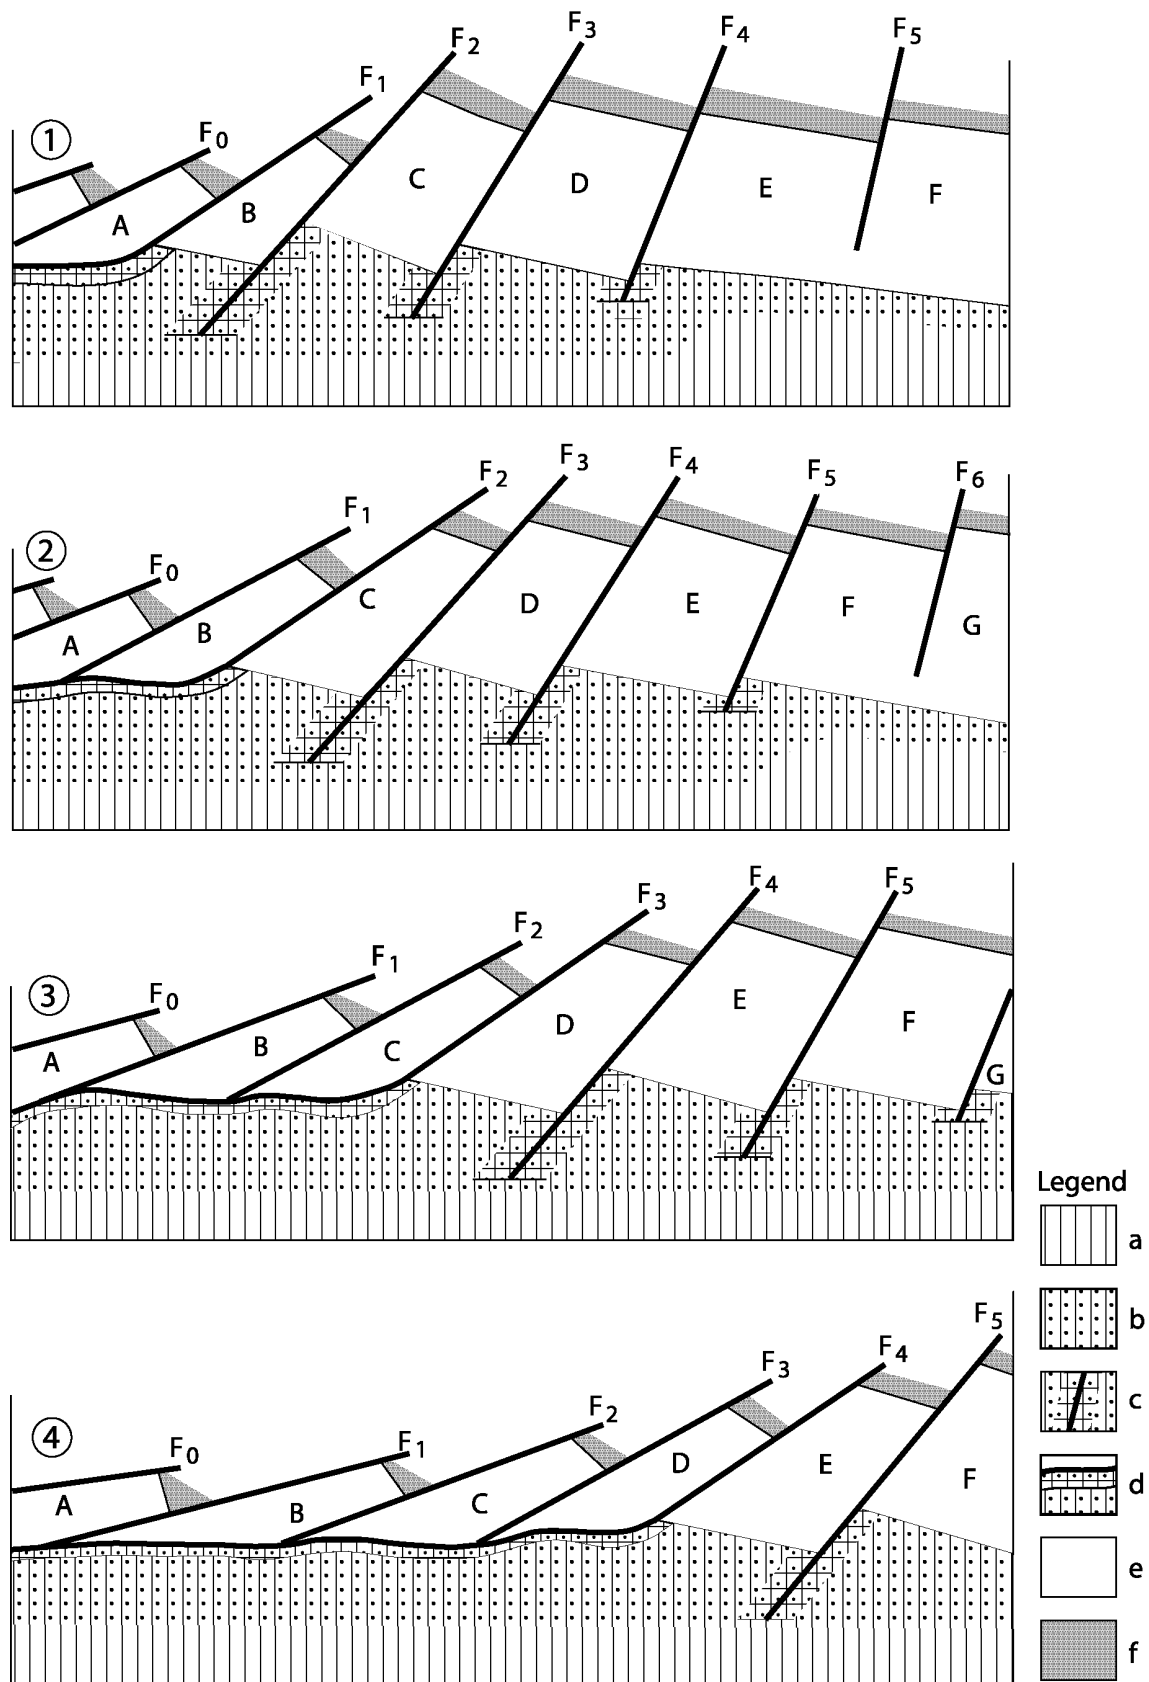 ① F0 F1 F2 F3 F4 F5
A B C D E F
② F0 F1 F2 F3 F4 F5 F6
A B C D E F G
③ F0 F1 F2 F3 F4 F5
A B C D E F G
④ F0 F1 F2 F3 F4 F5
A B C D E F
Legend
a
b
c
d
e
f